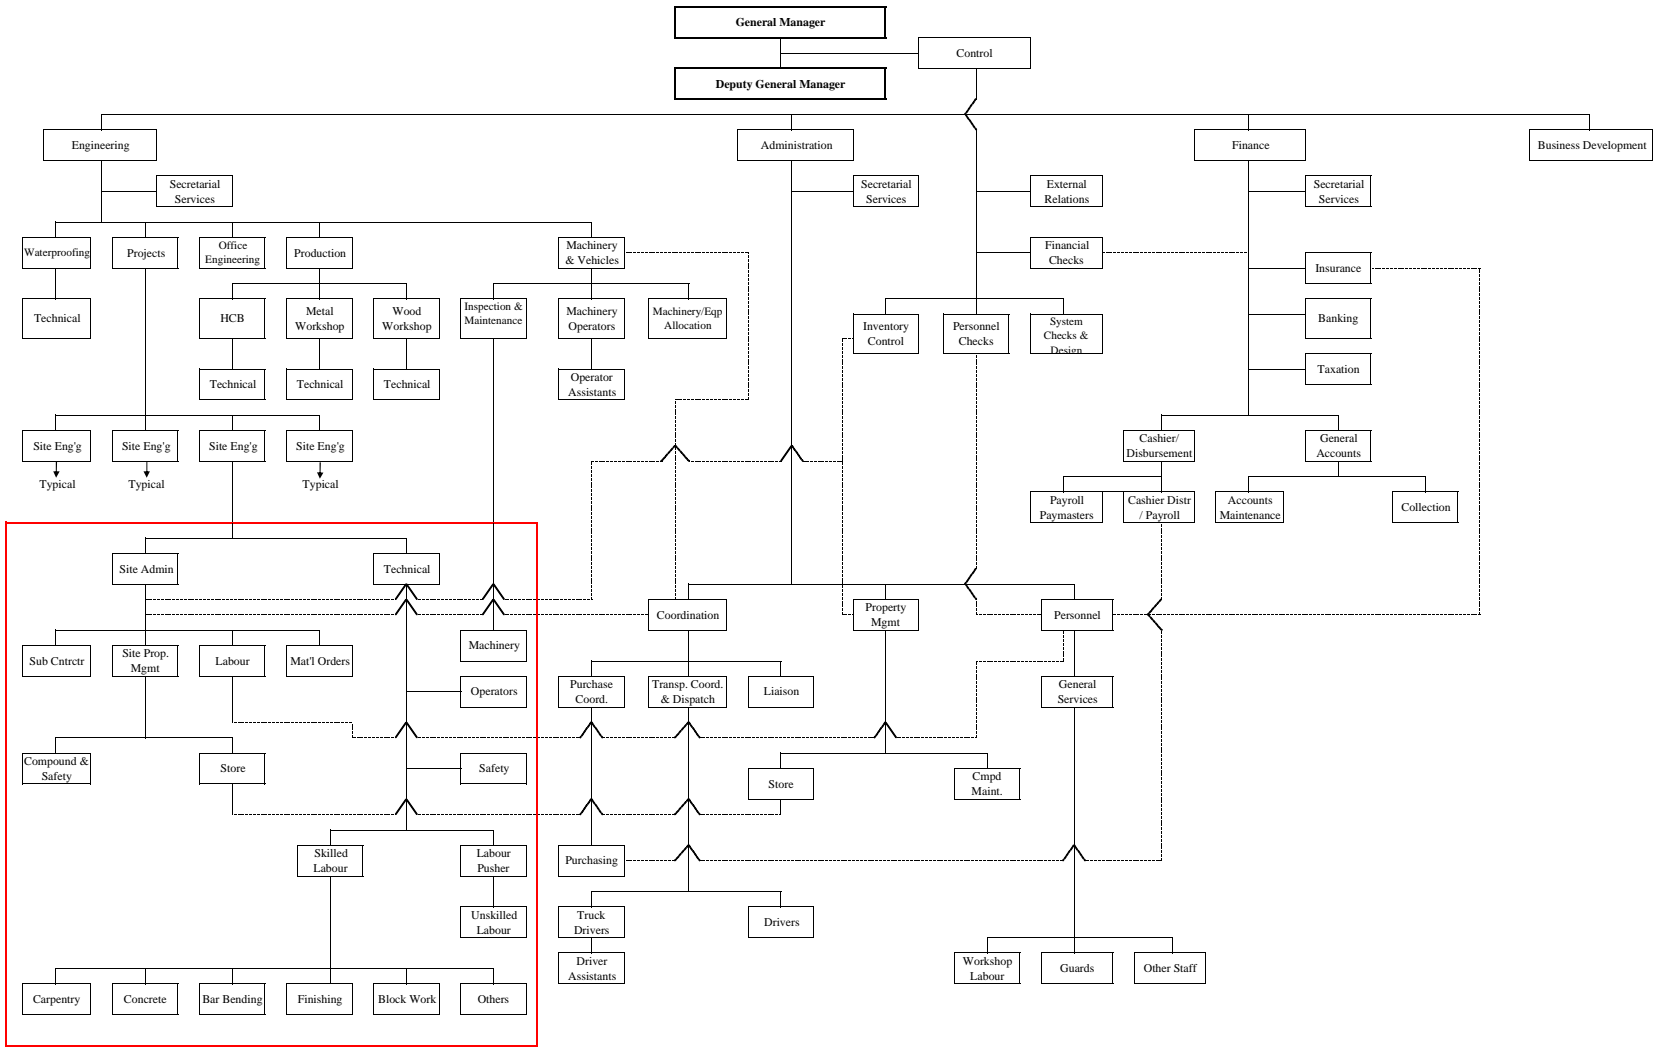 General Manager
Control
Deputy General Manager
Engineering
Administration
Finance
Business Development
Secretarial
Services
Secretarial
Services
External
Relations
Secretarial
Services
Waterproofing
Projects
Office
Engineering
Production
Machinery
& Vehicles
Financial
Checks
Insurance
Technical
HCB
Metal
Workshop
Wood
Workshop
Inspection &
Maintenance
Machinery
Operators
Machinery/Eqp
Allocation
Inventory
Control
Personnel
Checks
System
Checks &
Design
Banking
Technical
Technical
Technical
Operator
Assistants
Taxation
Site Eng'g
Site Eng'g
Site Eng'g
Site Eng'g
Cashier/
Disbursement
General
Accounts
Typical
Typical
Typical
Payroll
Paymasters
Cashier Distr
/ Payroll
Accounts
Maintenance
Collection
Site Admin
Technical
Coordination
Property
Mgmt
Personnel
Sub Cntrctr
Site Prop.
Mgmt
Labour
Mat'l Orders
Machinery
Operators
Purchase
Coord.
Transp. Coord.
& Dispatch
Liaison
General
Services
Compound &
Safety
Store
Safety
Store
Cmpd
Maint.
Skilled
Labour
Labour
Pusher
Purchasing
Unskilled
Labour
Truck
Drivers
Drivers
Driver
Assistants
Workshop
Labour
Guards
Other Staff
Carpentry
Concrete
Bar Bending
Finishing
Block Work
Others